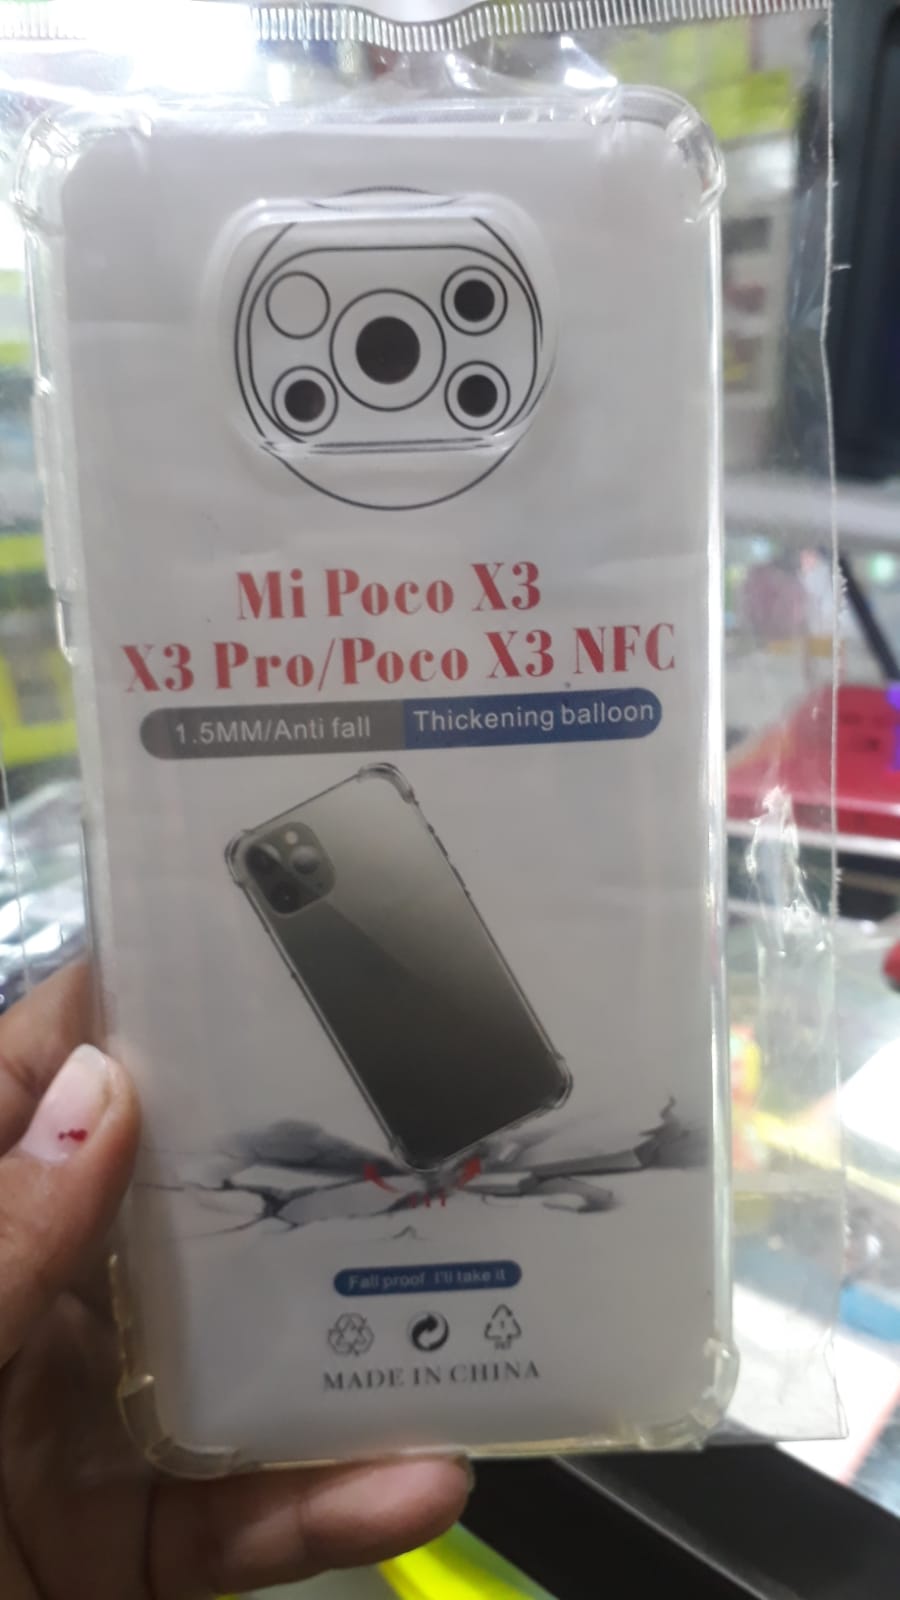 Mi Poco X3
X3 Pro/Poco X3 NFC
1.5MM/Anti fall Thickening balloon
Fall proof I'll take it
MADE IN CHINA